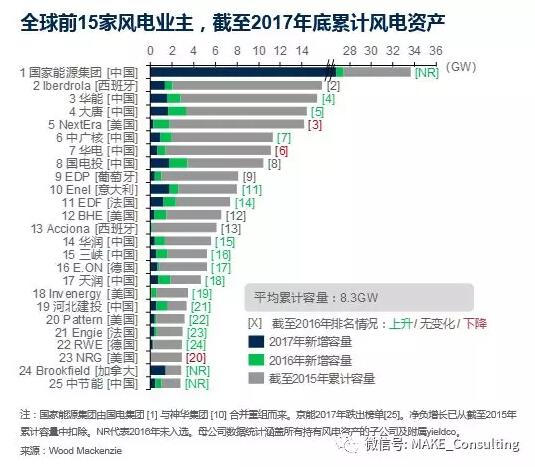 全球前15家风电业主，截至2017年底累计风电资产
0 2 4 6 8 10 12 14 28 30 32 34 36
(GW)
1 国家能源集团 [中国] [NR]
2 Iberdrola [西班牙] [2]
3 华能 [中国] [4]
4 大唐 [中国] [5]
5 NextEra [美国] [3]
6 中广核 [中国] [7]
7 华电 [中国] [6]
8 国电投 [中国] [8]
9 EDP [葡萄牙] [9]
10 Enel [意大利] [11]
11 EDF [法国] [14]
12 BHE [美国] [12]
13 Acciona [西班牙] [13]
14 华润 [中国] [15]
15 三峡 [中国] [16]
16 E.ON [德国] [17]
17 天润 [中国] [18]
18 Invenergy [美国] [19]
19 河北建投 [中国] [21]
20 Pattern [美国] [22]
21 Engie [法国] [23]
22 RWE [德国] [24]
23 NRG [美国] [20]
24 Brookfield [加拿大] [NR]
25 中节能 [中国] [NR]
平均累计容量：8.3GW
[X] 截至2016年排名情况：上升 / 无变化 / 下降
2017年新增容量
2016年新增容量
截至2015年累计容量
注：国家能源集团由国电集团 [1] 与神华集团 [10] 合并重组而来。京能2017年跌出榜单[25]。净负增长已从截至2015年
累计容量中扣除。NR代表2016年未入选。母公司数据统计涵盖所有持有风电资产的子公司及附属yieldco。
来源：Wood Mackenzie
微信号: MAKE_Consulting